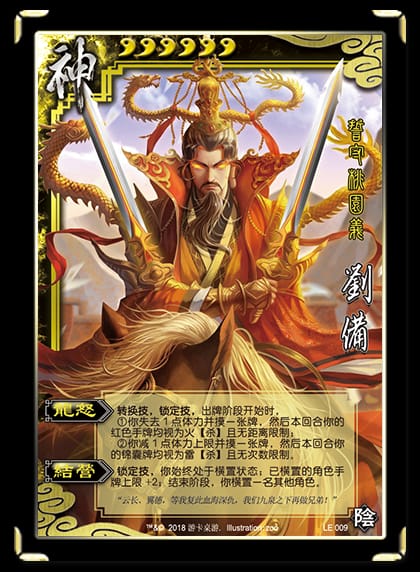 神
誓守桃園義
劉備
龍怒
转换技，锁定技，出牌阶段开始时，
①你失去1点体力并摸一张牌，然后本回合你的
红色手牌均视为火【杀】且无距离限制；
②你减1点体力上限并摸一张牌，然后本回合你
的锦囊牌均视为雷【杀】且无次数限制。
結營
锁定技，你始终处于横置状态；已横置的角色手
牌上限 +2；结束阶段，你横置一名其他角色。
“云长、翼德，等我复此血海深仇，我们九泉之下再做兄弟！”
™&© 2018 游卡桌游. Illustration: zoo
LE 009
陰